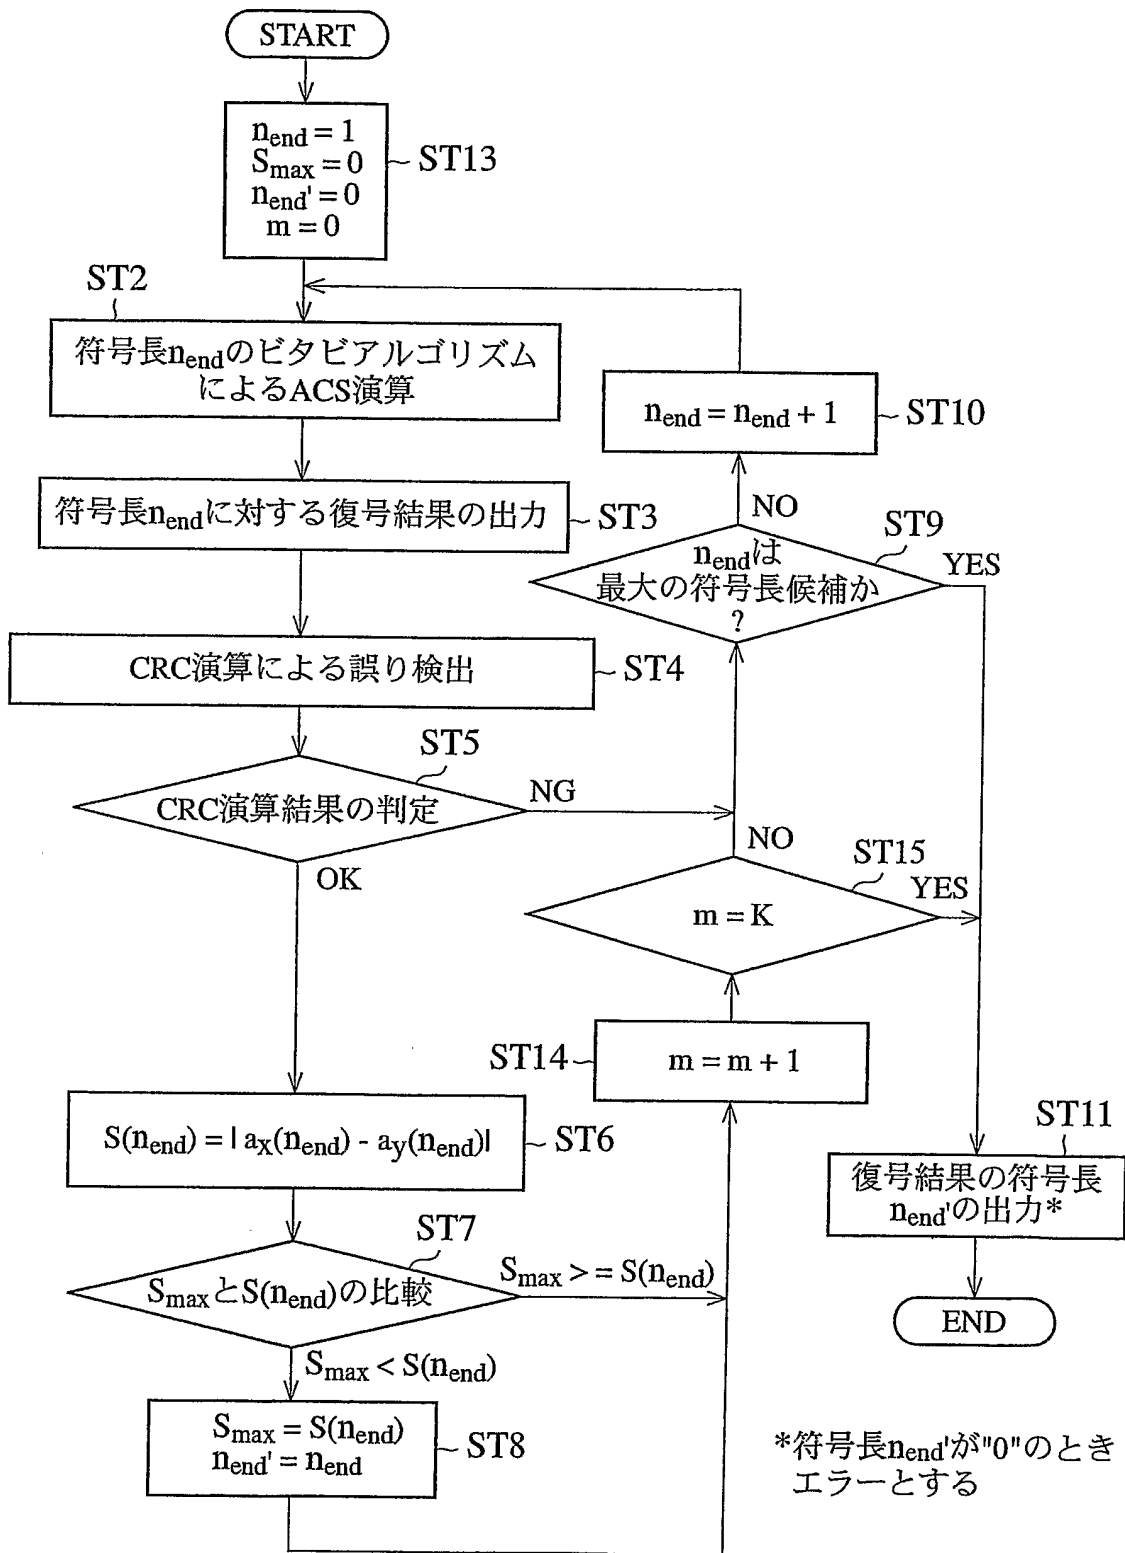 START
n_end = 1
S_max = 0
n_end' = 0
m = 0
ST13
ST2
符号長n_endのビタビアルゴリズム
によるACS演算
n_end = n_end + 1
ST10
符号長n_endに対する復号結果の出力
ST3
NO
ST9
n_endは
最大の符号長候補か
?
YES
CRC演算による誤り検出
ST4
ST5
CRC演算結果の判定
NG
OK
NO
ST15
YES
m = K
ST14
m = m + 1
S(n_end) = | a_x(n_end) - a_y(n_end)|
ST6
ST11
復号結果の符号長
n_end'の出力*
ST7
S_maxとS(n_end)の比較
S_max > = S(n_end)
END
S_max < S(n_end)
S_max = S(n_end)
n_end' = n_end
ST8
*符号長n_end'が"0"のとき
エラーとする